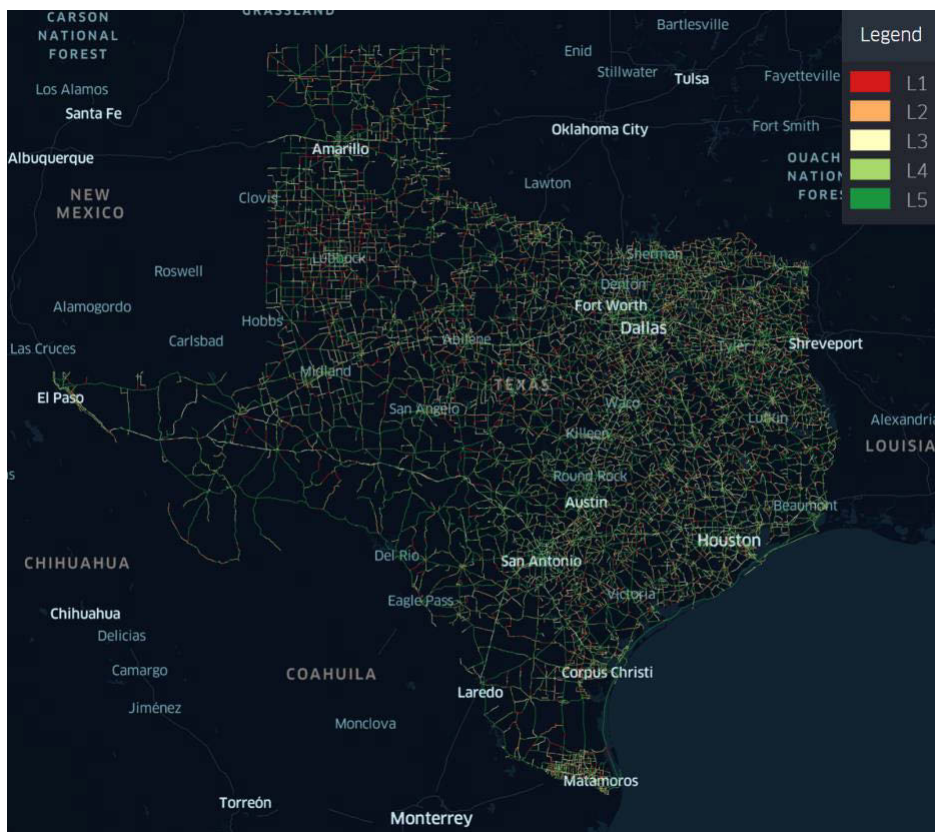 GRASSLAND
CARSON
NATIONAL
FOREST
Bartlesville
Enid
Stillwater
Tulsa
Fayetteville
Los Alamos
Santa Fe
Oklahoma City
Fort Smith
Amarillo
Albuquerque
OUACH
NATION
FORES
Lawton
NEW
MEXICO
Clovis
Roswell
Lubbock
Sherman
Denton
Alamogordo
Fort Worth
Hobbs
Dallas
Carlsbad
Abilene
Tyler
Shreveport
Las Cruces
Midland
TEXAS
El Paso
San Angelo
Waco
Lufkin
Alexandria
Killeen
LOUISIA
s
Round Rock
Austin
Beaumont
Houston
Del Rio
San Antonio
CHIHUAHUA
Eagle Pass
Victoria
Chihuahua
Delicias
Camargo
COAHUILA
Corpus Christi
Laredo
Jiménez
Monclova
Matamoros
Torreón
Monterrey
Legend
L1
L2
L3
L4
L5